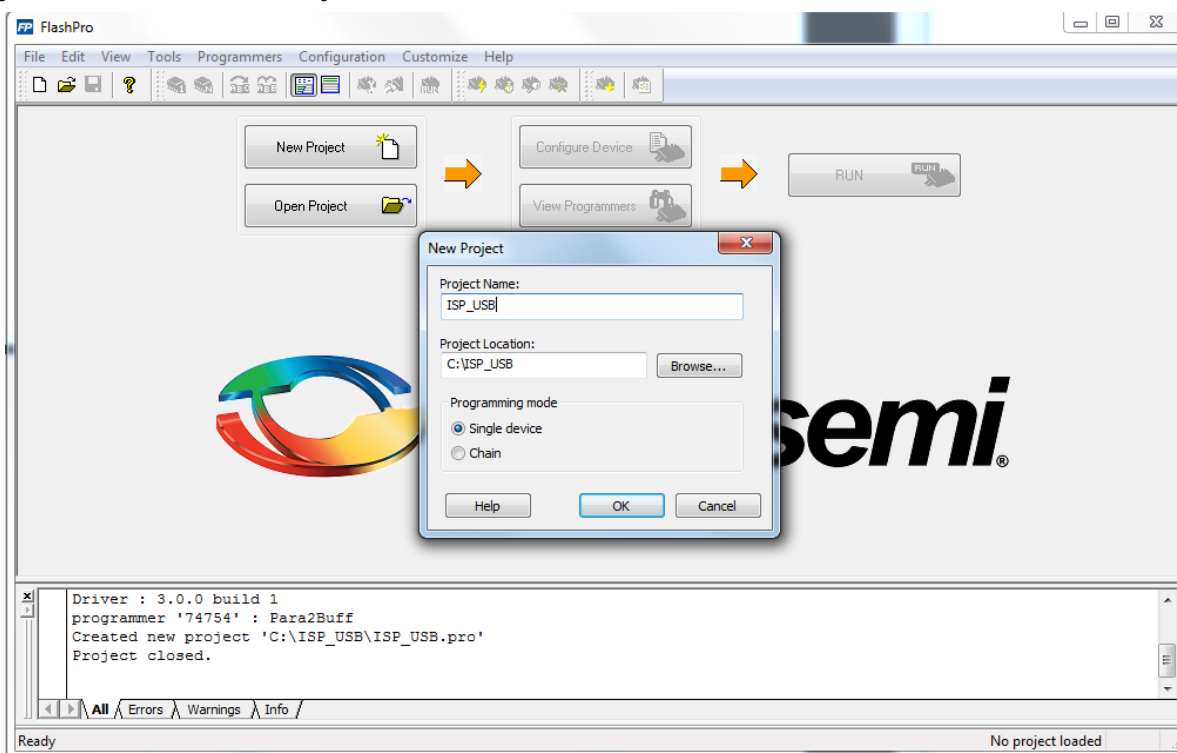 FP FlashPro
File Edit View Tools Programmers Configuration Customize Help
New Project
Configure Device
RUN
RUN
Open Project
View Programmers
New Project
Project Name:
ISP_USB
Project Location:
C:\ISP_USB
Browse...
Programming mode
Single device
Chain
Help
OK
Cancel
semi®
Driver : 3.0.0 build 1
programmer '74754' : Para2Buff
Created new project 'C:\ISP_USB\ISP_USB.pro'
Project closed.
All Errors Warnings Info
Ready
No project loaded